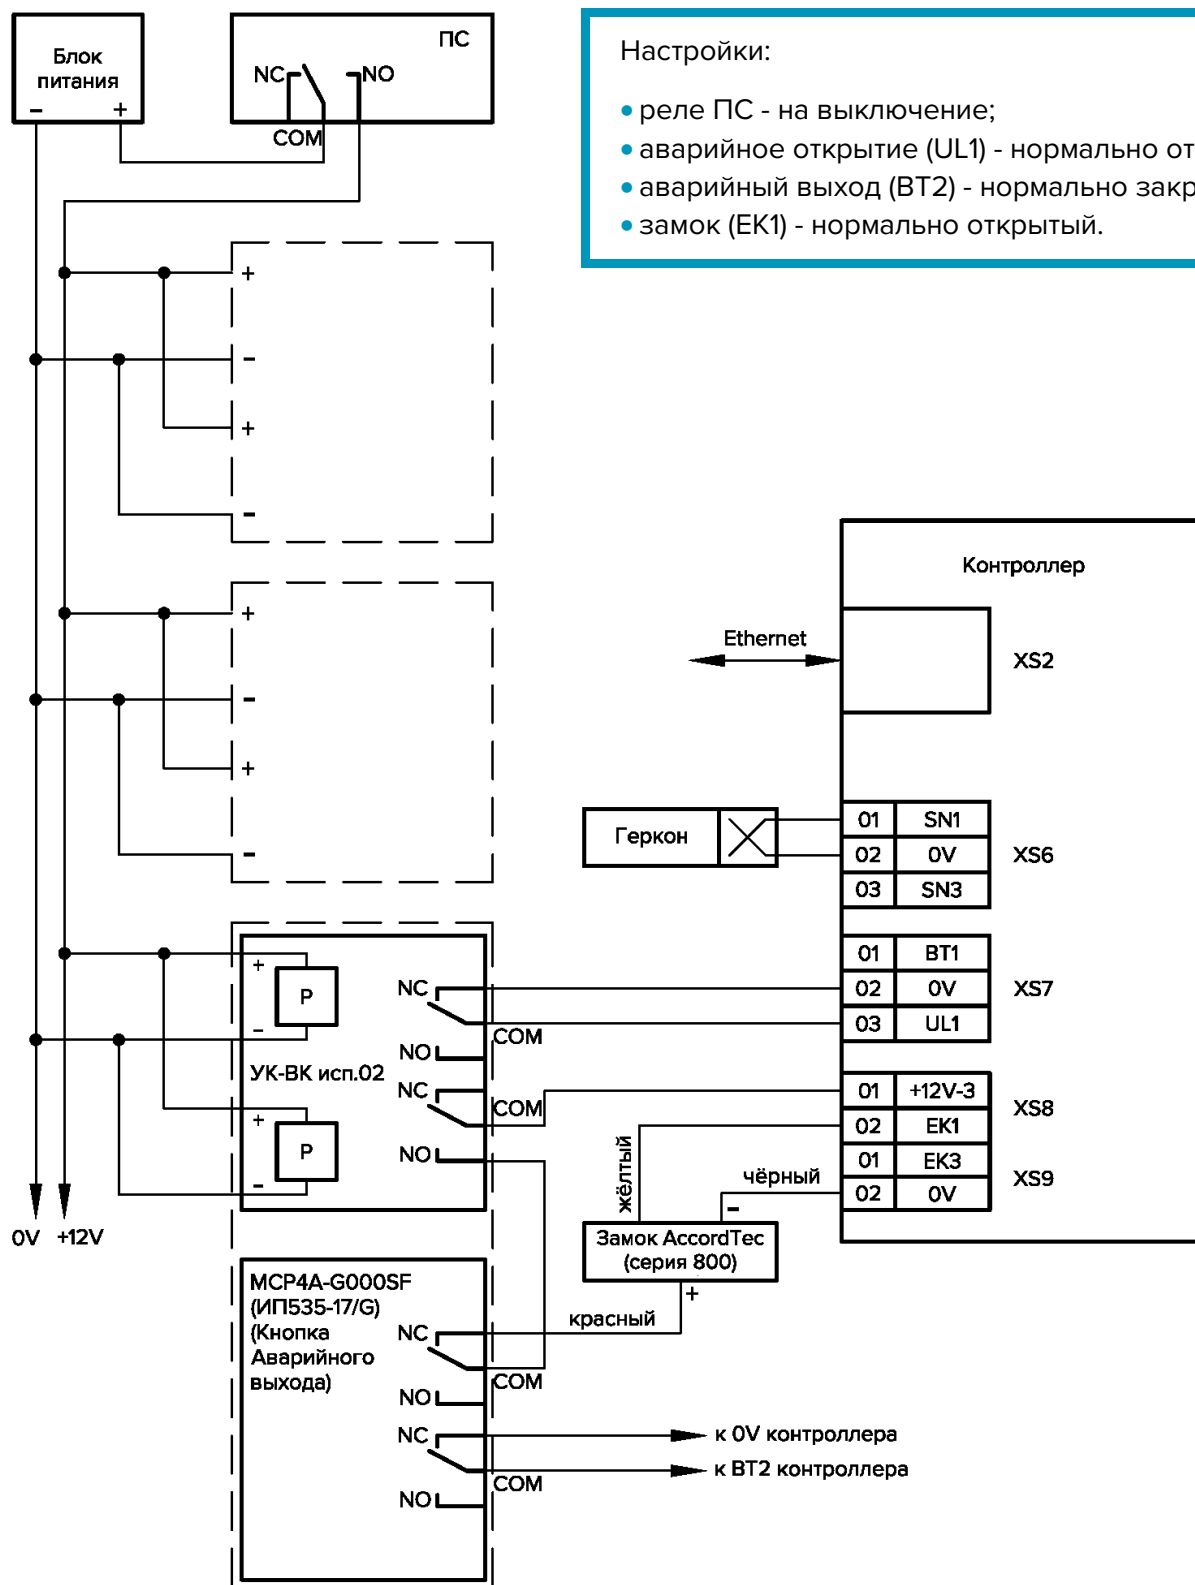 Блок
питания
-
+
ПС
NC
NO
COM
Настройки:
• реле ПС - на выключение;
• аварийное открытие (UL1) - нормально от
• аварийный выход (BT2) - нормально закр
• замок (EK1) - нормально открытый.
+
-
+
-
+
-
+
-
Контроллер
Ethernet
XS2
Геркон
01 SN1
02 0V
03 SN3
XS6
01 BT1
02 0V
03 UL1
XS7
01 +12V-3
02 EK1
XS8
01 EK3
02 0V
XS9
+
P
-
NC
COM
NO
УК-ВК исп.02
NC
COM
+
P
-
NO
0V +12V
жёлтый
чёрный
-
Замок AccordTec
(серия 800)
+
красный
MCP4A-G000SF
(ИП535-17/G)
(Кнопка
Аварийного
выхода)
NC
COM
NO
NC
COM
NO
к 0V контроллера
к BT2 контроллера